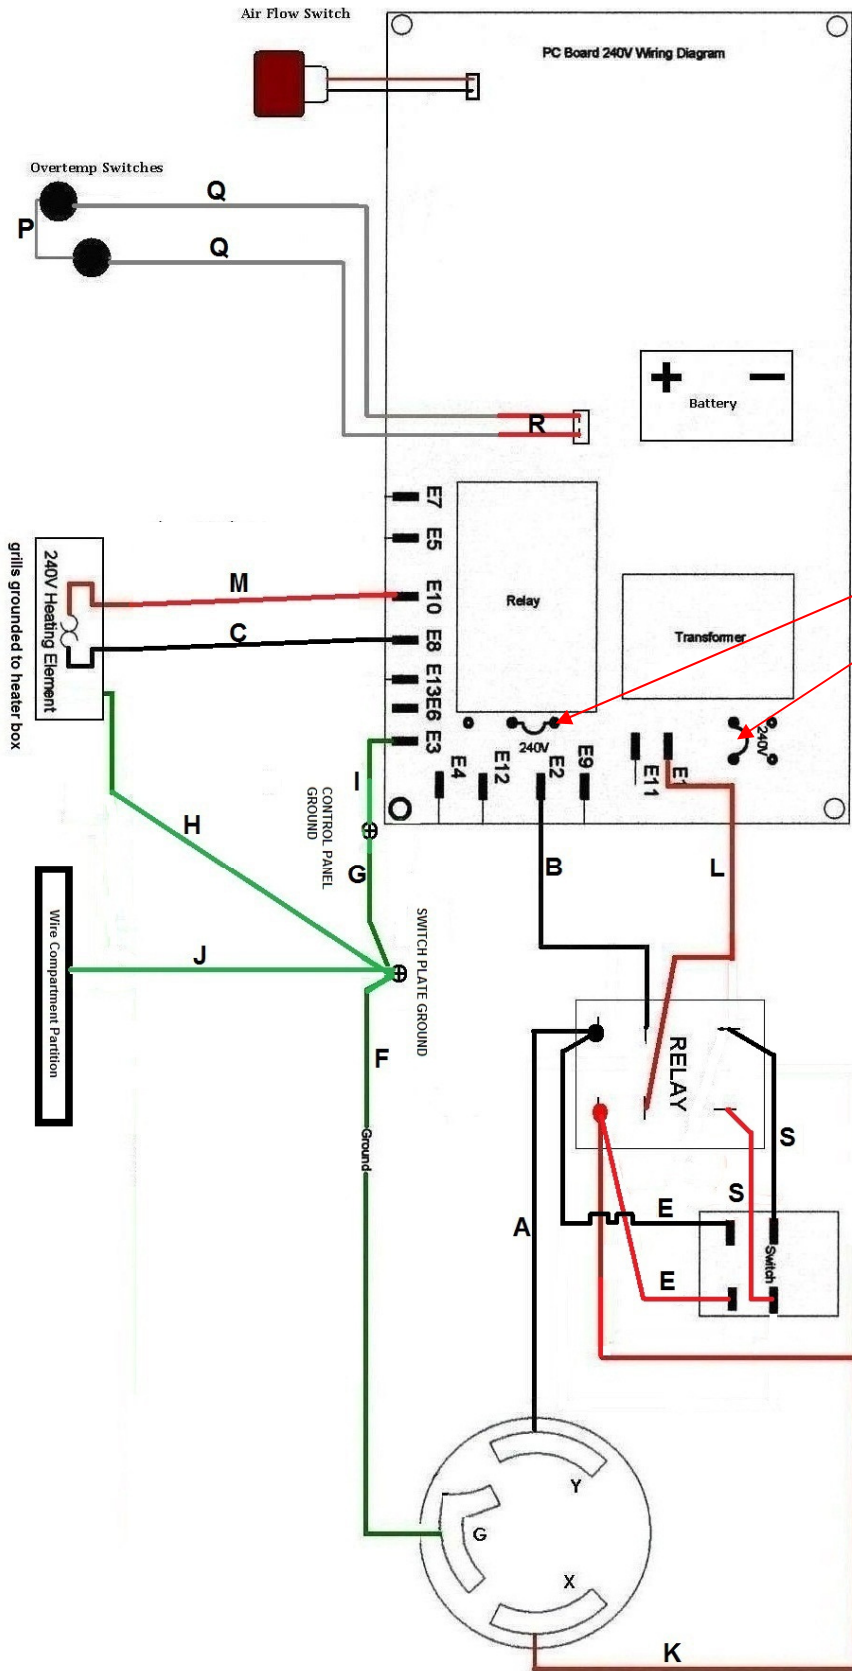 Air Flow Switch
PC Board 240V Wiring Diagram
Overtemp Switches
Q
P
Q
+ −
Battery
R
E7
E5
E10
E8
E13
E6
E3
Relay
Transformer
240V
240V
E4
E12
E2
E9
E11
E1
240V Heating Element
grills grounded to heater box
M
C
I
CONTROL PANEL
GROUND
H
G
B
L
SWITCH PLATE GROUND
J
Wire Compartment Partition
F
RELAY
Ground
S
S
A
E
E
Switch
Y
G
X
K